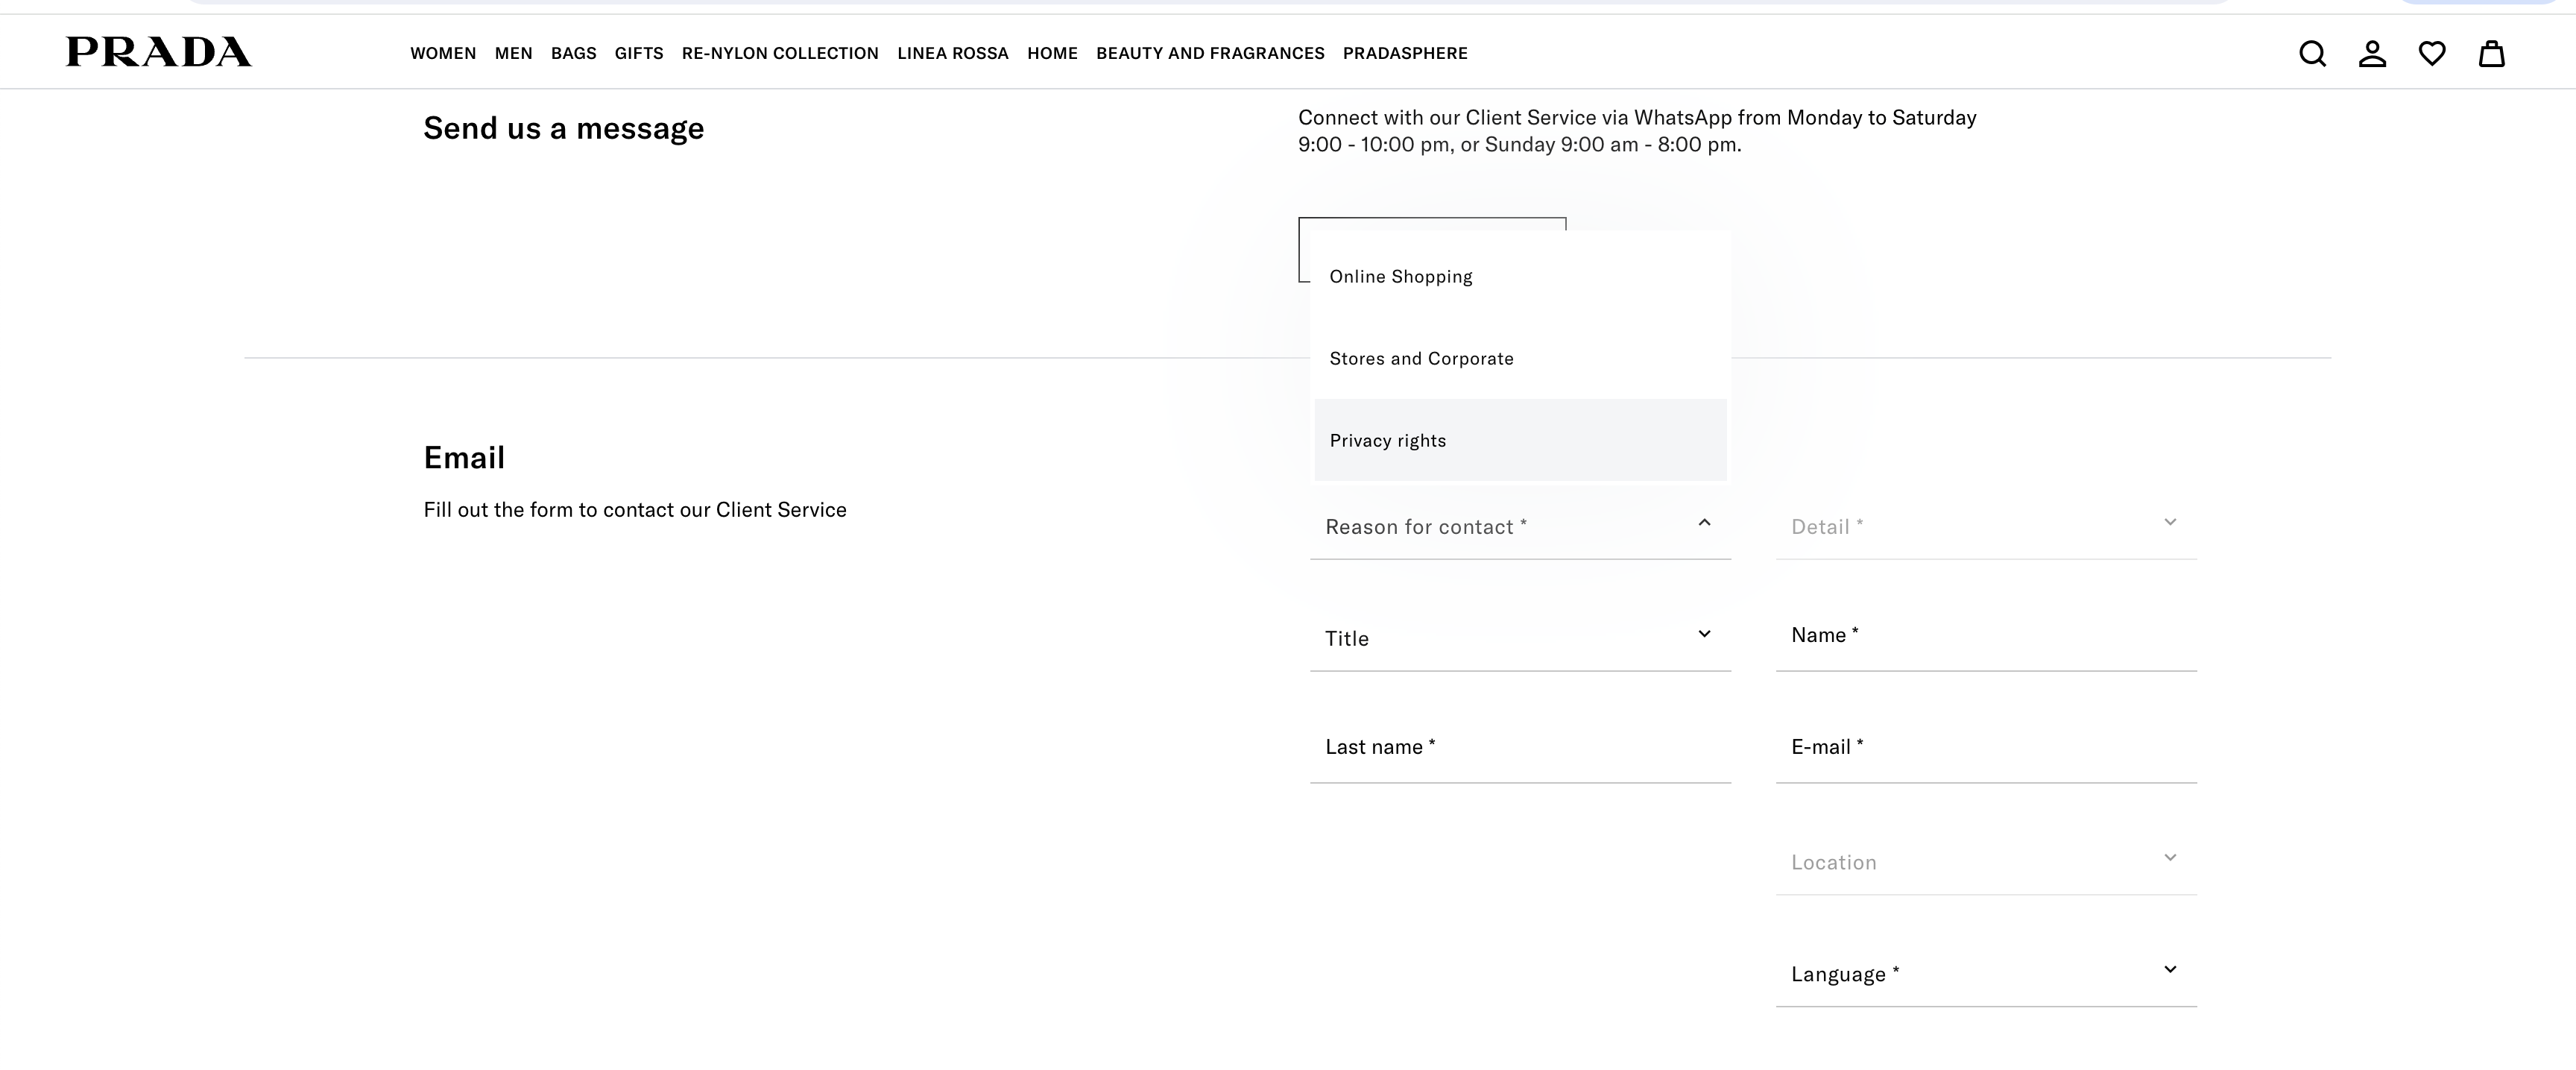 PRADA
WOMEN MEN BAGS GIFTS RE-NYLON COLLECTION LINEA ROSSA HOME BEAUTY AND FRAGRANCES PRADASPHERE
Send us a message
Connect with our Client Service via WhatsApp from Monday to Saturday
9:00 - 10:00 pm, or Sunday 9:00 am - 8:00 pm.
Online Shopping
Stores and Corporate
Privacy rights
Email
Fill out the form to contact our Client Service
Reason for contact *
Detail *
Title
Name *
Last name *
E-mail *
Location
Language *